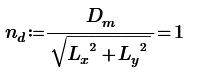 n_d := D_m / √(L_x² + L_y²) = 1